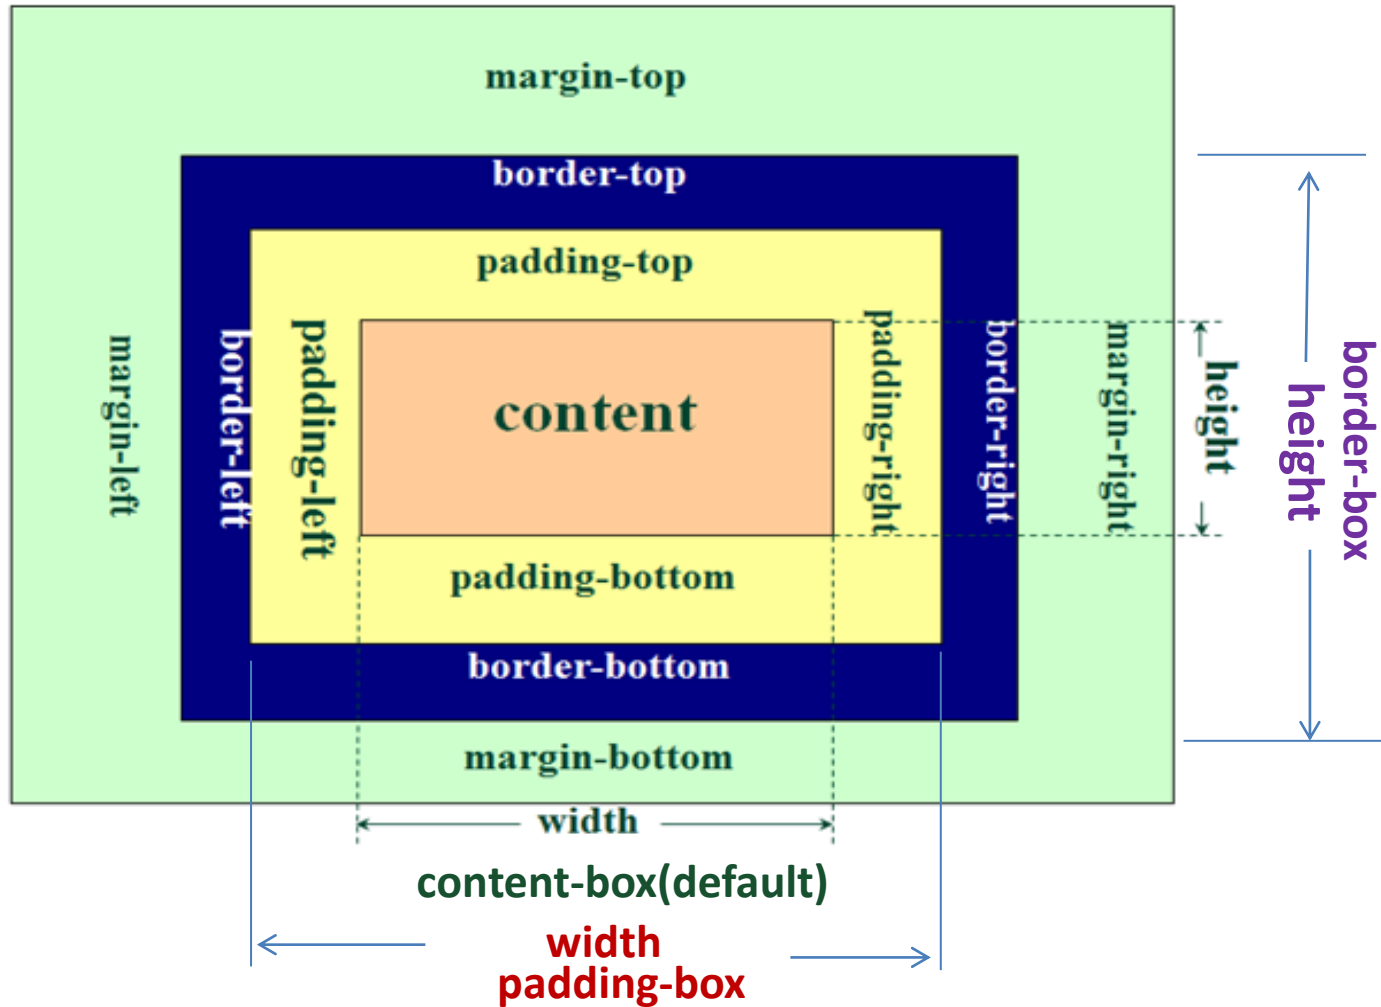 margin-top
border-top
padding-top
margin-left
border-left
padding-left
content
padding-right
border-right
margin-right
height
height
border-box
padding-bottom
border-bottom
margin-bottom
width
content-box(default)
width
padding-box